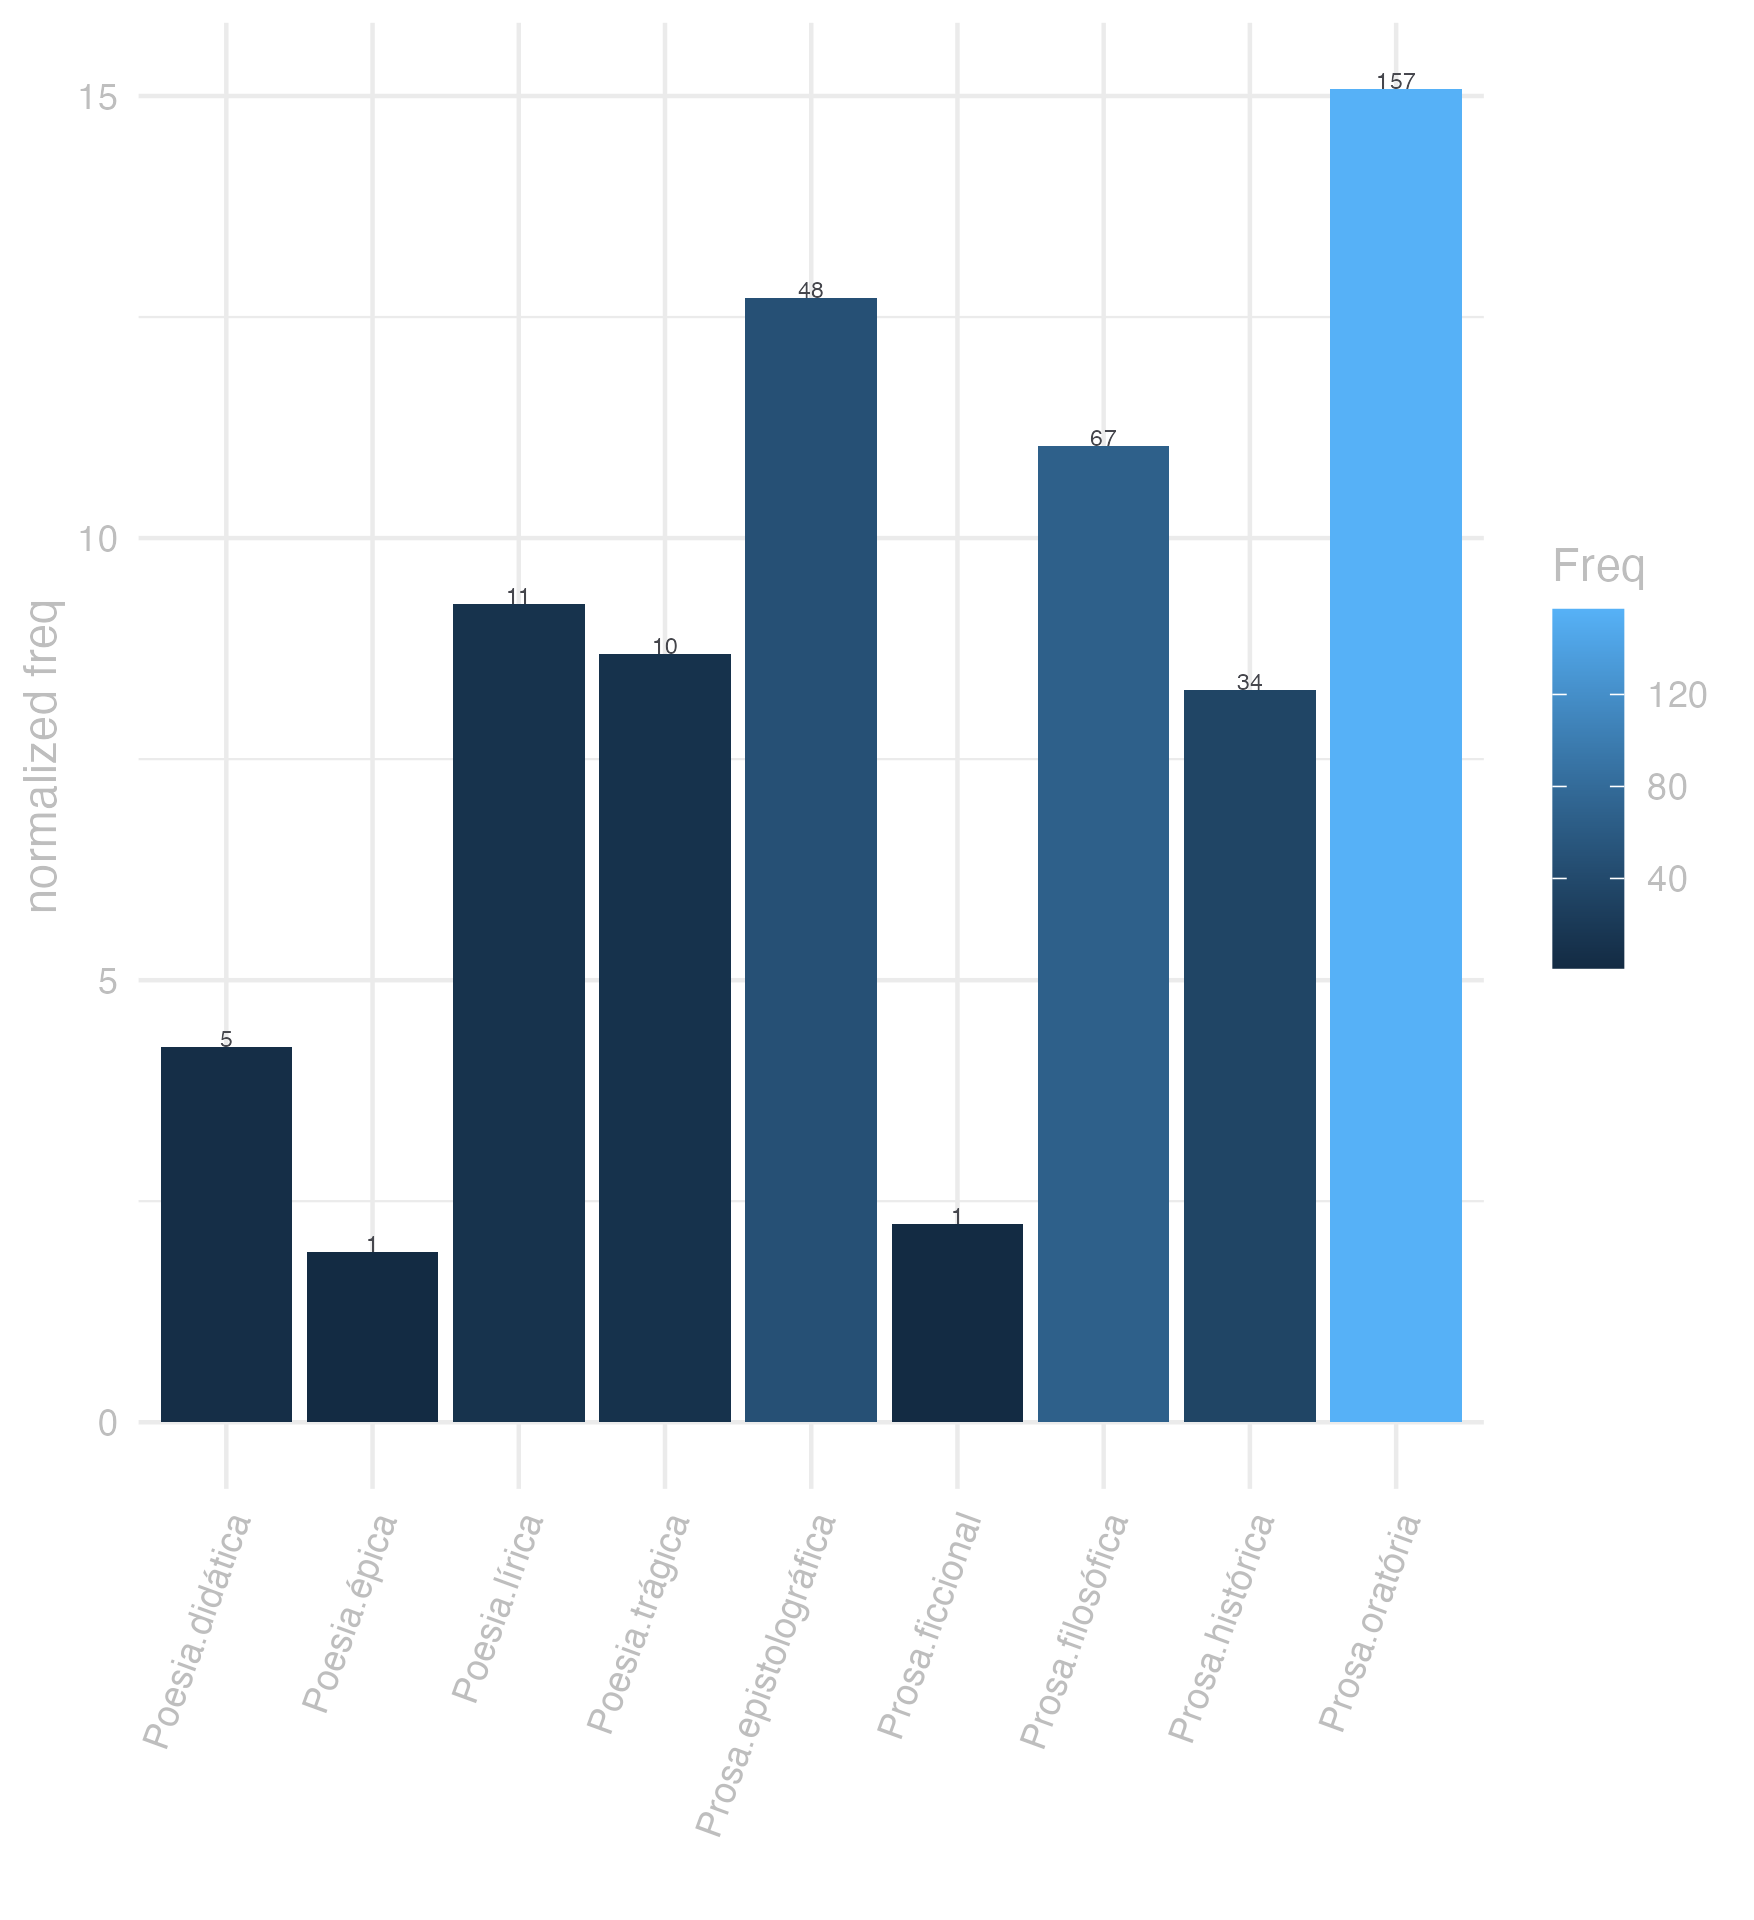 normalized freq
15
10
5
0
157
48
67
11
10
34
5
1
1
Poesia.didática
Poesia.épica
Poesia.lírica
Poesia.trágica
Prosa.epistolográfica
Prosa.ficcional
Prosa.filosófica
Prosa.histórica
Prosa.oratória
Freq
120
80
40